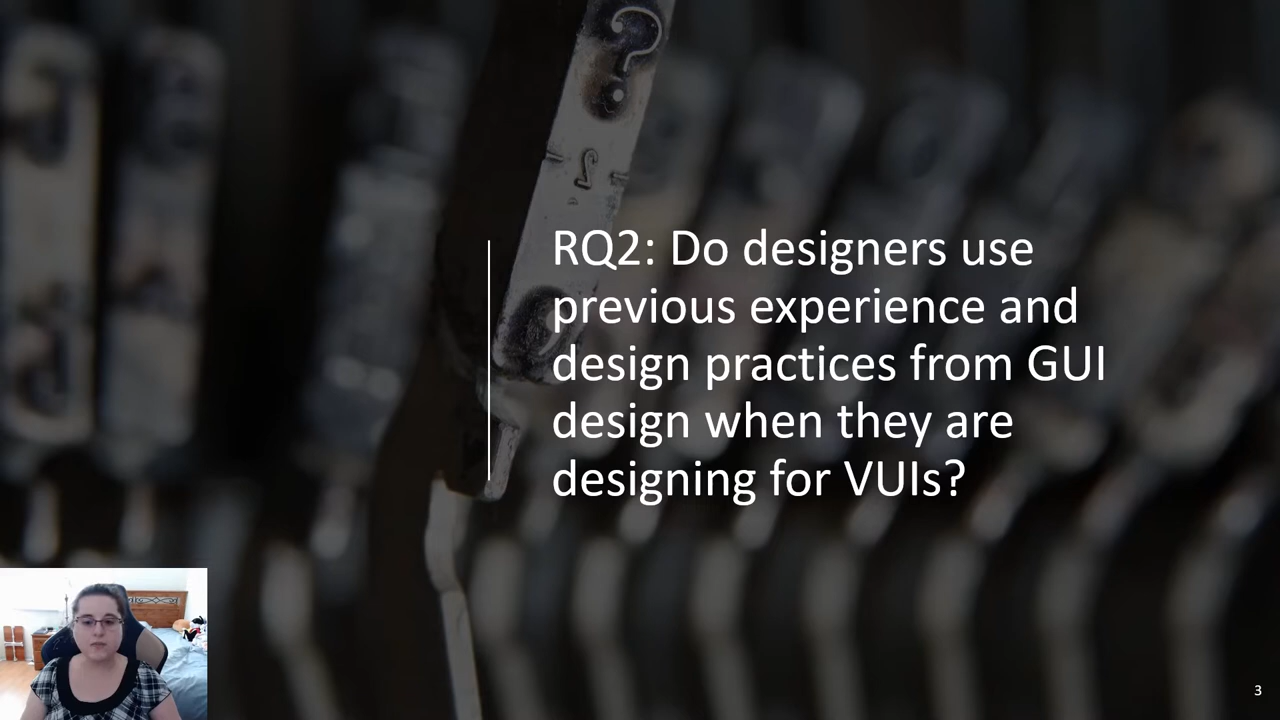 ?
2
RQ2: Do designers use
previous experience and
design practices from GUI
design when they are
designing for VUIs?
3